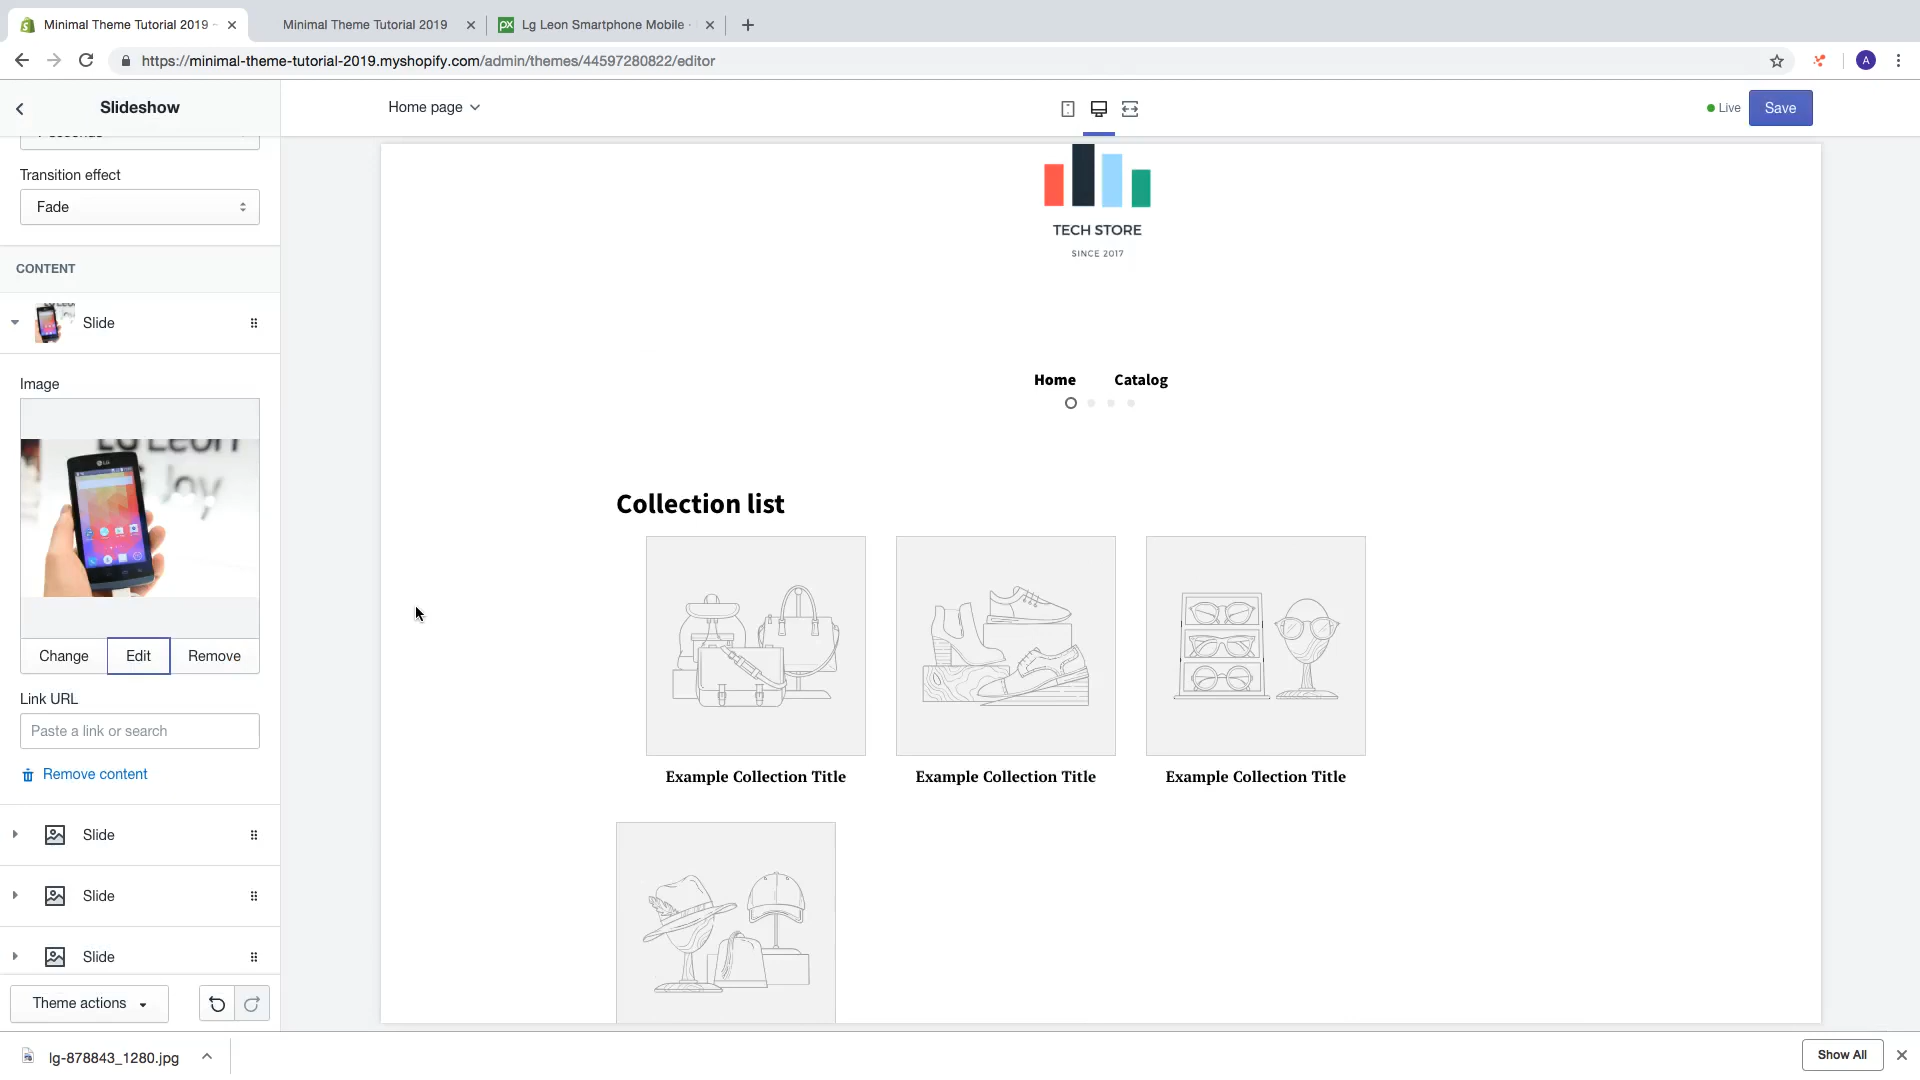 Minimal Theme Tutorial 2019 -
Minimal Theme Tutorial 2019
Lg Leon Smartphone Mobile ·
https://minimal-theme-tutorial-2019.myshopify.com/admin/themes/44597280822/editor
A
Slideshow
Home page
Live
Save
Transition effect
Fade
TECH STORE
SINCE 2017
CONTENT
Slide
Image
Home
Catalog
LG
Change
Edit
Remove
Link URL
Paste a link or search
Remove content
Collection list
Example Collection Title
Example Collection Title
Example Collection Title
Slide
Slide
Slide
Theme actions
lg-878843_1280.jpg
Show All